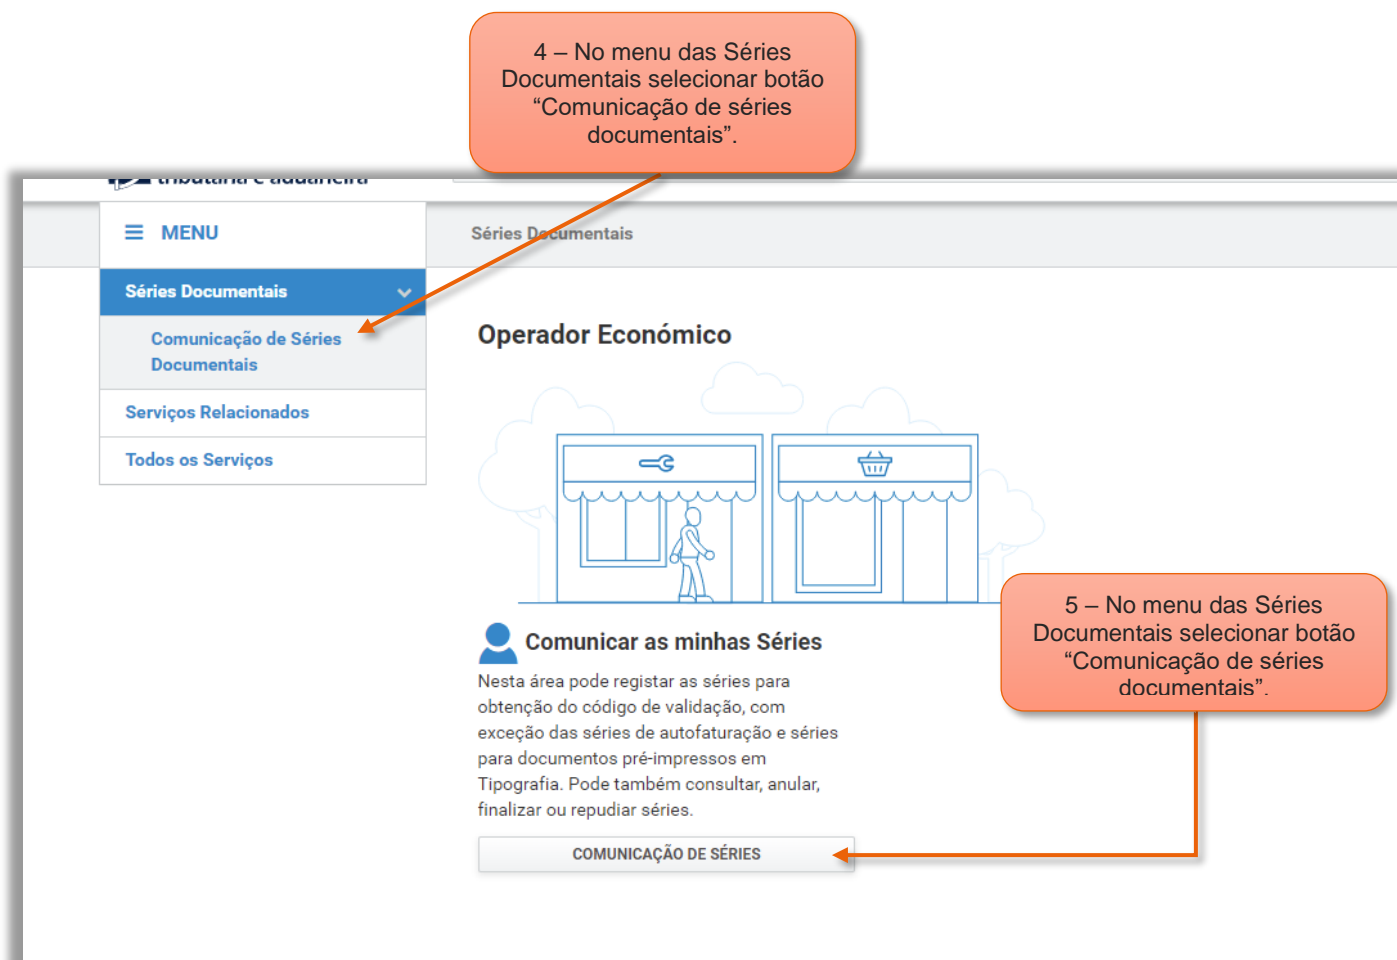 4 – No menu das Séries
Documentais selecionar botão
“Comunicação de séries
documentais”.
tributária e aduaneira
MENU
Séries Documentais
Séries Documentais
Comunicação de Séries
Documentais
Serviços Relacionados
Todos os Serviços
Operador Económico
Comunicar as minhas Séries
Nesta área pode registar as séries para
obtenção do código de validação, com
exceção das séries de autofaturação e séries
para documentos pré-impressos em
Tipografia. Pode também consultar, anular,
finalizar ou repudiar séries.
COMUNICAÇÃO DE SÉRIES
5 – No menu das Séries
Documentais selecionar botão
“Comunicação de séries
documentais”.